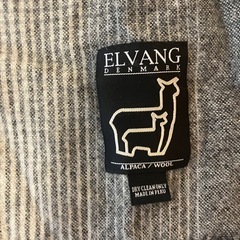 ELVANG
DENMARK
ALPACA / WOOL
DRY CLEAN ONLY
MADE IN PERU